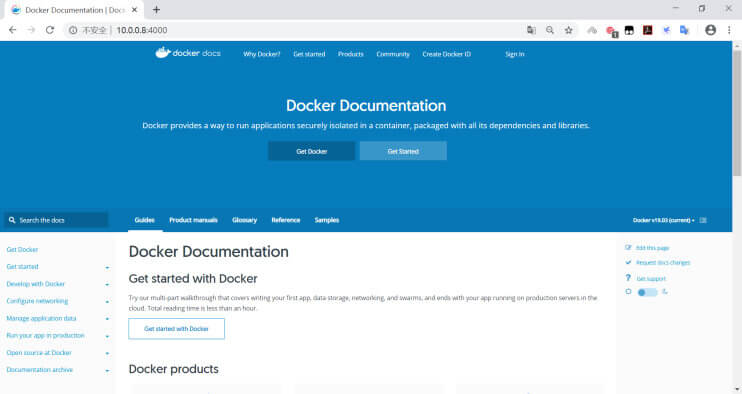 Docker Documentation | Docs
不安全 | 10.0.0.8:4000
docker docs Why Docker? Get started Products Community Create Docker ID Sign In
Docker Documentation
Docker provides a way to run applications securely isolated in a container, packaged with all its dependencies and libraries.
Get Docker Get Started
Search the docs Guides Product manuals Glossary Reference Samples Docker v19.03 (current)
Get Docker
Get started
Develop with Docker
Configure networking
Manage application data
Run your app in production
Open source at Docker
Documentation archive
Docker Documentation
Get started with Docker
Try our multi-part walkthrough that covers writing your first app, data storage, networking, and swarms, and ends with your app running on production servers in the
cloud. Total reading time is less than an hour.
Get started with Docker
Docker products
Edit this page
Request docs changes
Get support